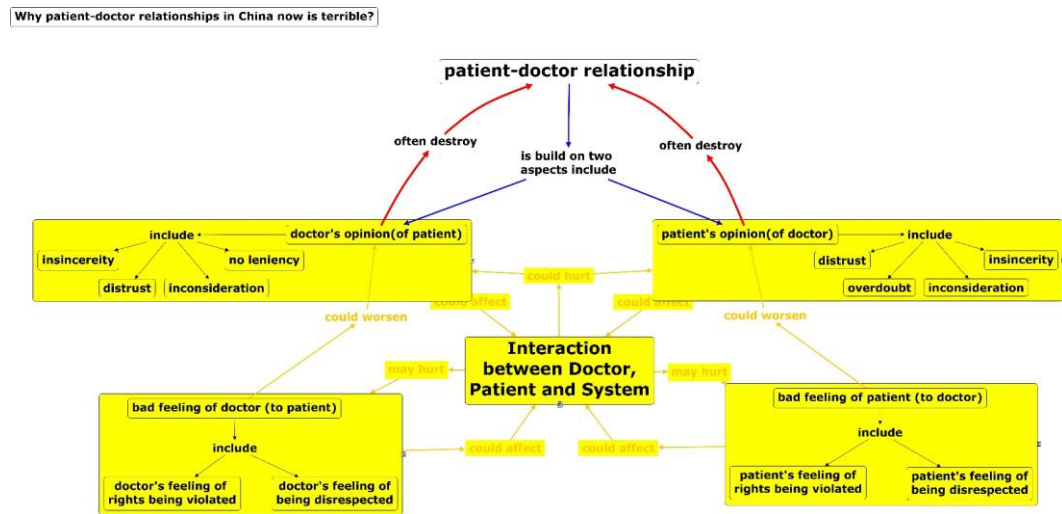 Why patient-doctor relationships in China now is terrible?
patient-doctor relationship
often destroy
often destroy
is build on two
aspects include
include
doctor's opinion(of patient)
insincereity
no leniency
distrust
inconsideration
patient's opinion(of doctor)
include
distrust
insincerity
overdoubt
inconsideration
could hurt
could affect
could affect
could worsen
could worsen
Interaction
between Doctor,
Patient and System
may hurt
may hurt
bad feeling of doctor (to patient)
include
doctor's feeling of
rights being violated
doctor's feeling of
being disrespected
could affect
could affect
bad feeling of patient (to doctor)
include
patient's feeling of
rights being violated
patient's feeling of
being disrespected